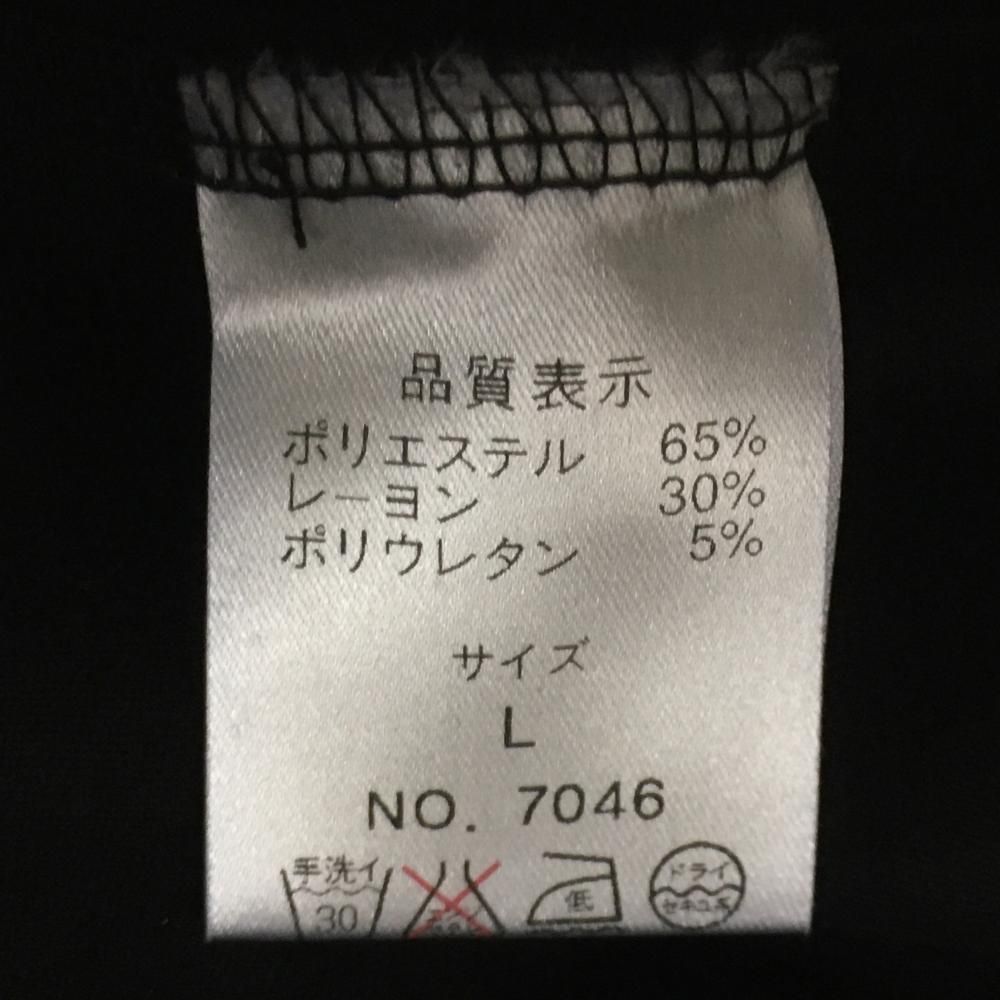 品質表示
ポリエステル 65%
レーヨン 30%
ポリウレタン 5%
サイズ
L
NO. 7046
手洗イ 低 ドライ
30 セキユ系